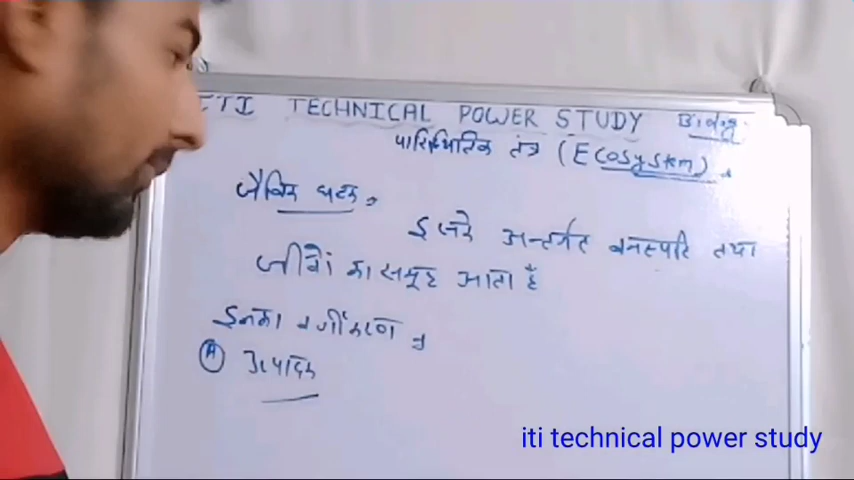 ITI TECHNICAL POWER STUDY Biology
पारिस्थितिक तंत्र (Ecosystem)
जैविक घटक
इसके अन्तर्गत वनस्पति तथा
जीवों का समूह आता है
इनका वर्गीकरण
(A) उत्पादक
iti technical power study